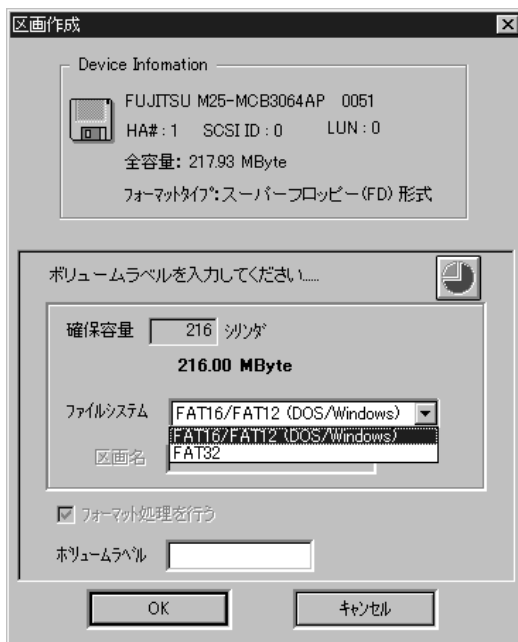 区画作成
Device Infomation
FUJITSU M25-MCB3064AP 0051
HA# : 1 SCSI ID : 0 LUN : 0
全容量: 217.93 MByte
フォーマットタイプ:スーパーフロッピー(FD) 形式
ボリュームラベルを入力してください.....
確保容量 216 シリンダ
216.00 MByte
ファイルシステム FAT16/FAT12 (DOS/Windows)
FAT16/FAT12 (DOS/Windows)
区画名 FAT32
フォーマット処理を行う
ボリュームラベル
OK キャンセル